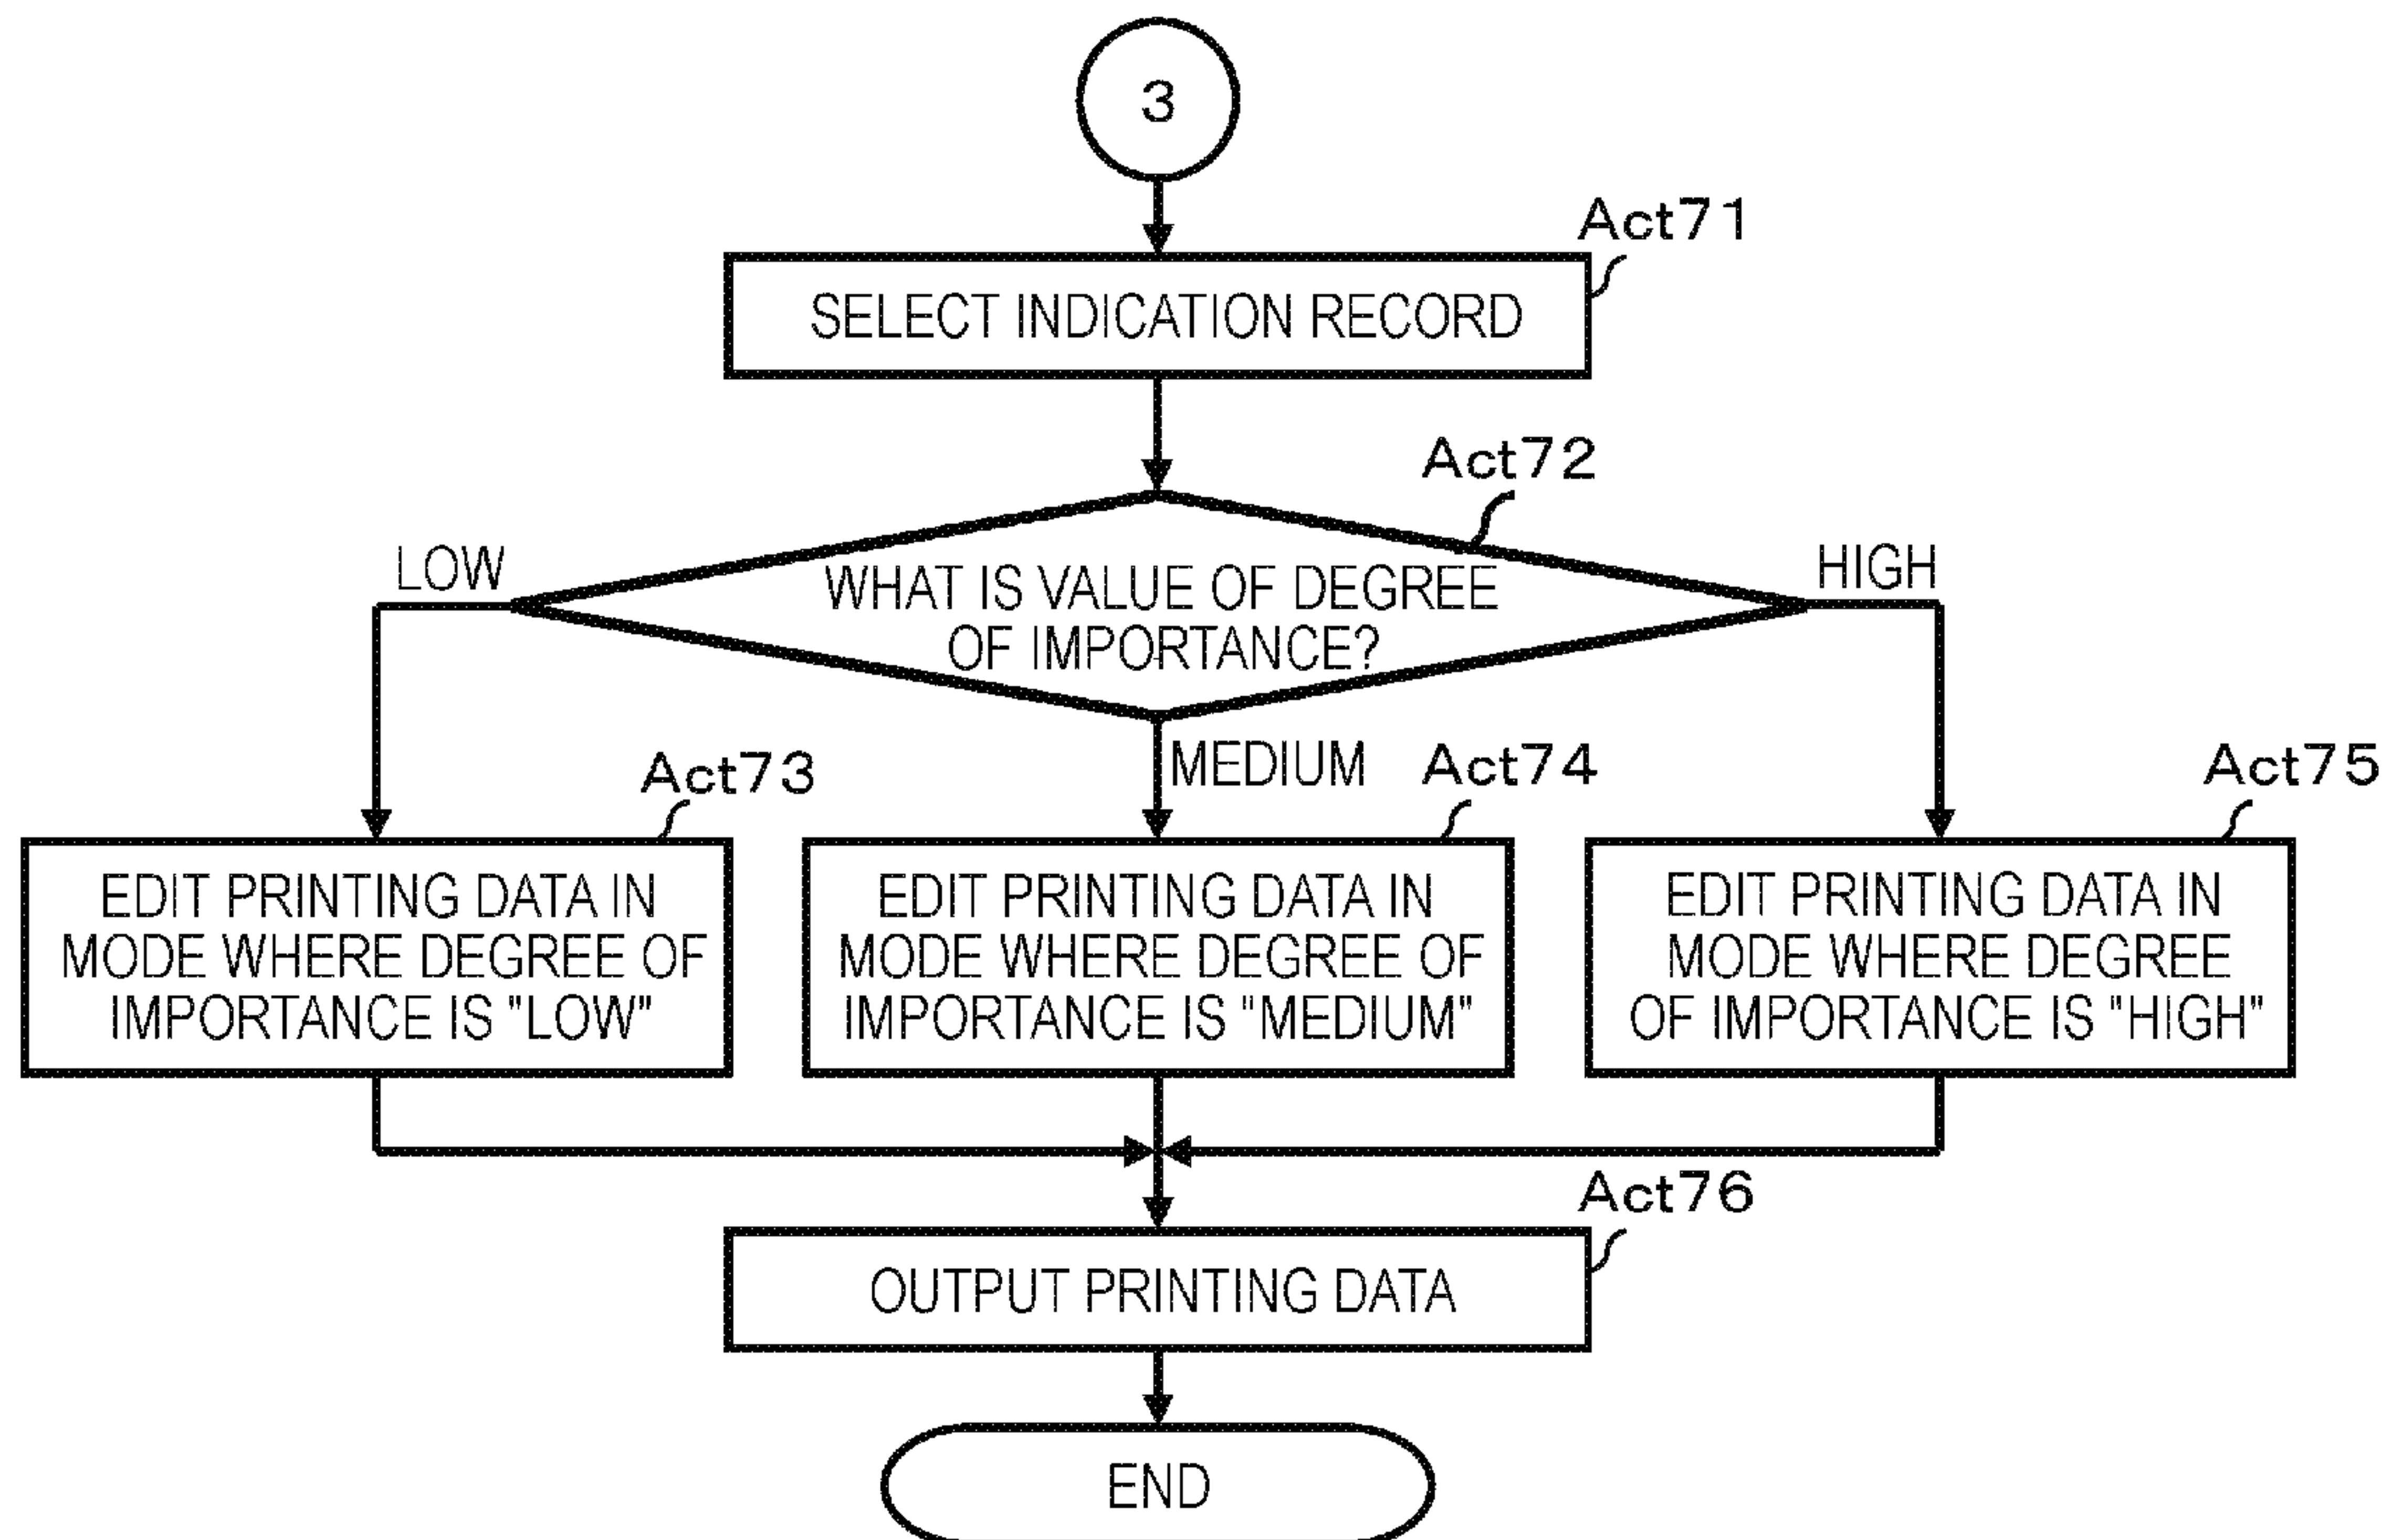 3
Act71
SELECT INDICATION RECORD
Act72
LOW
HIGH
WHAT IS VALUE OF DEGREE
OF IMPORTANCE?
MEDIUM
Act73
Act74
Act75
EDIT PRINTING DATA IN
MODE WHERE DEGREE OF
IMPORTANCE IS "LOW"
EDIT PRINTING DATA IN
MODE WHERE DEGREE OF
IMPORTANCE IS "MEDIUM"
EDIT PRINTING DATA IN
MODE WHERE DEGREE
OF IMPORTANCE IS "HIGH"
Act76
OUTPUT PRINTING DATA
END